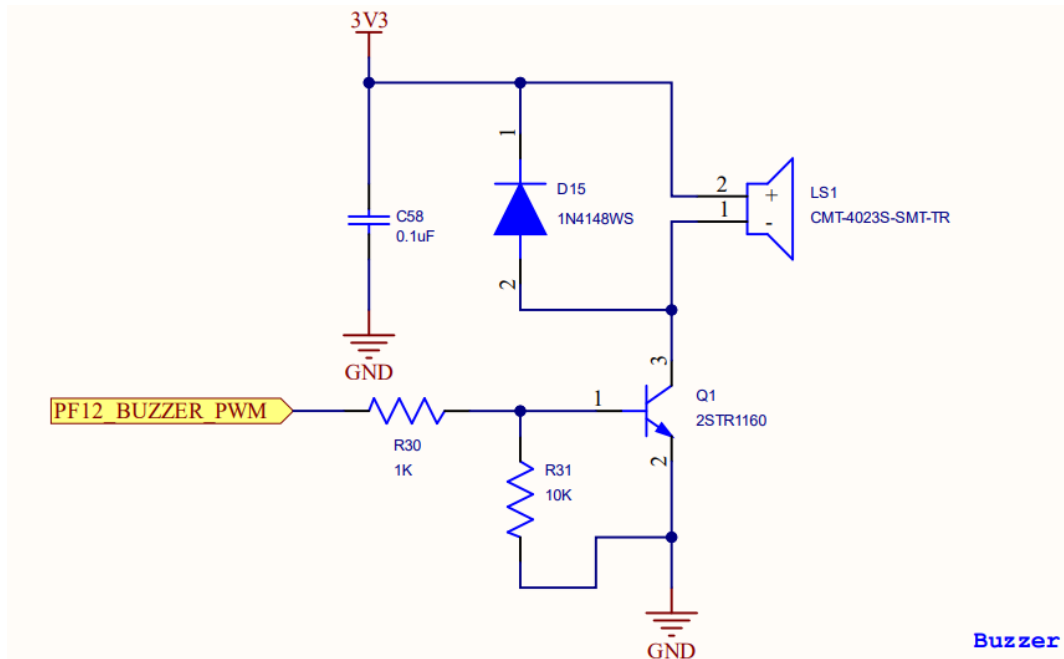 3V3
1
D15
1N4148WS
2
C58
0.1uF
GND
2
+
1
-
LS1
CMT-4023S-SMT-TR
PF12_BUZZER_PWM
R30
1K
1
3
Q1
2STR1160
2
R31
10K
GND
Buzzer